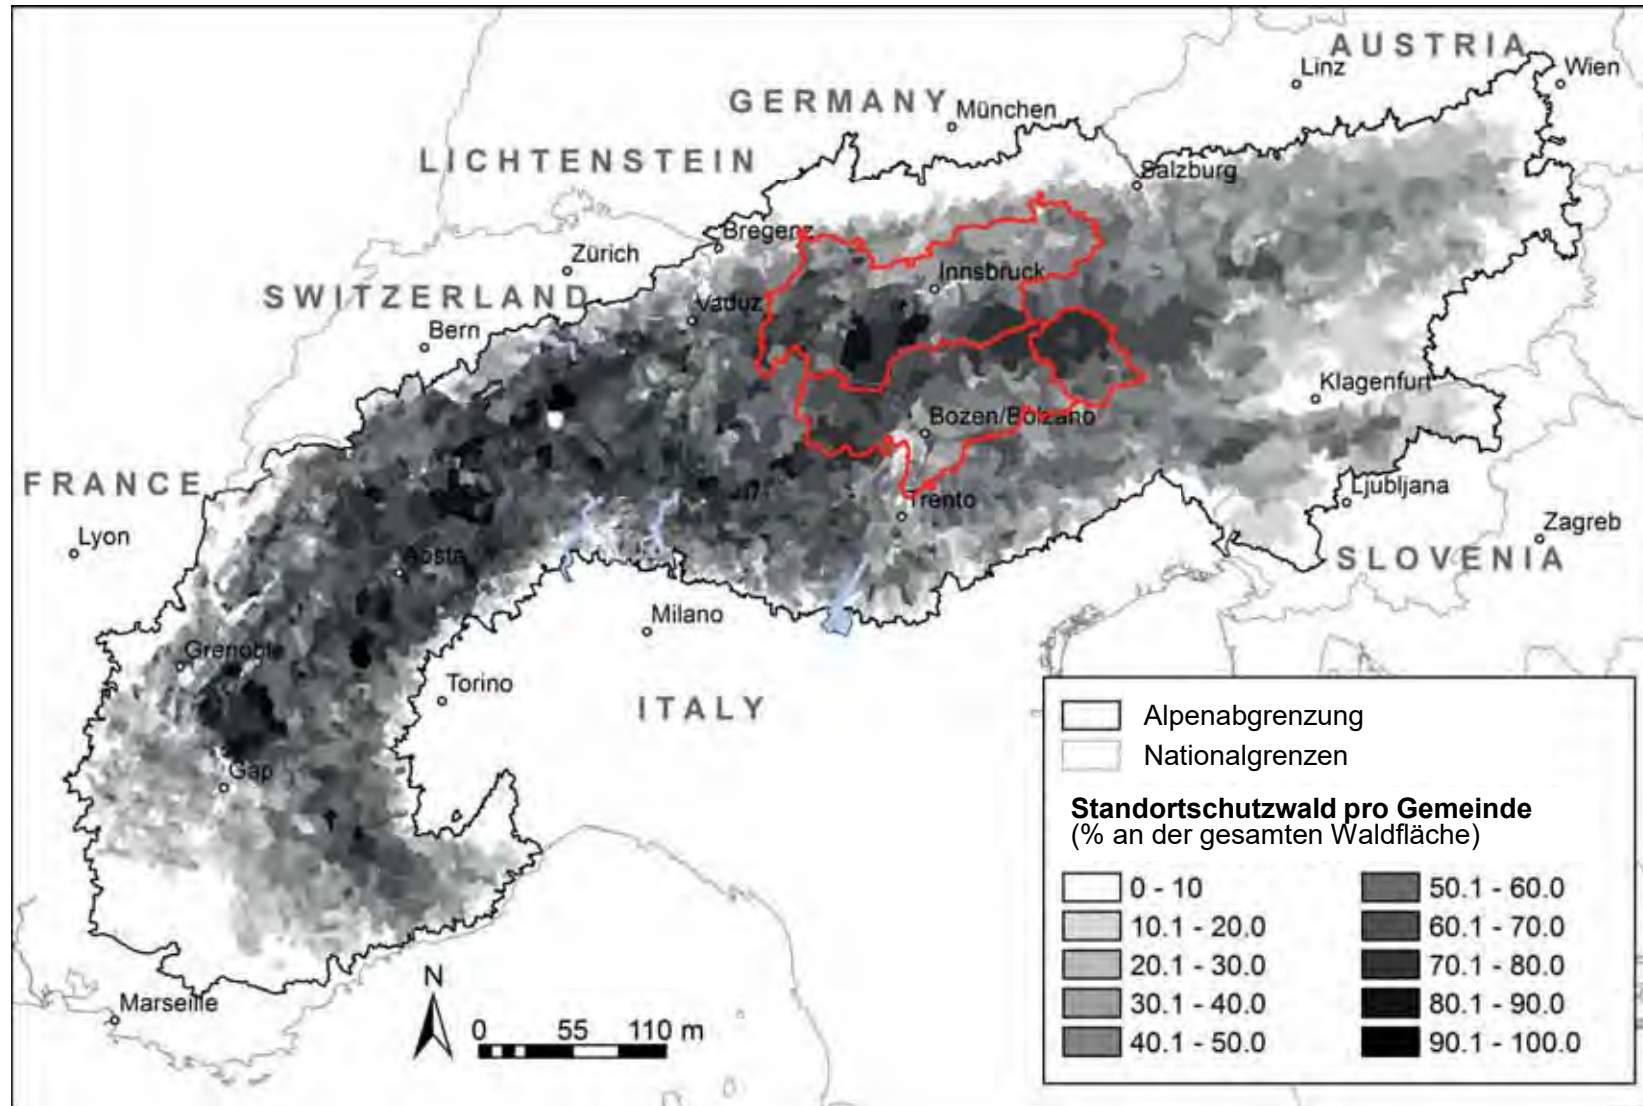 AUSTRIA
Linz
Wien
GERMANY
München
LICHTENSTEIN
Salzburg
Bregenz
Zürich
Innsbruck
SWITZERLAND
Vaduz
Bern
Klagenfurt
Bozen/Bolzano
FRANCE
Ljubljana
Trento
Zagreb
Lyon
Aosta
SLOVENIA
Milano
Grenoble
Torino
ITALY
Gap
Marseille
N
0 55 110 m
Alpenabgrenzung
Nationalgrenzen
Standortschutzwald pro Gemeinde
(% an der gesamten Waldfläche)
0 - 10
10.1 - 20.0
20.1 - 30.0
30.1 - 40.0
40.1 - 50.0
50.1 - 60.0
60.1 - 70.0
70.1 - 80.0
80.1 - 90.0
90.1 - 100.0